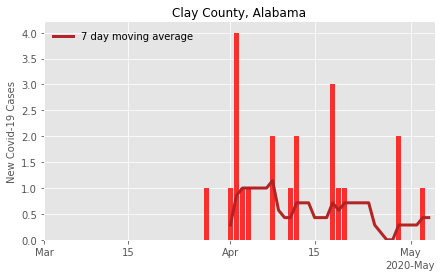 Clay County, Alabama
7 day moving average
New Covid-19 Cases
4.0
3.5
3.0
2.5
2.0
1.5
1.0
0.5
0.0
Mar 15 Apr 15 May
2020-May